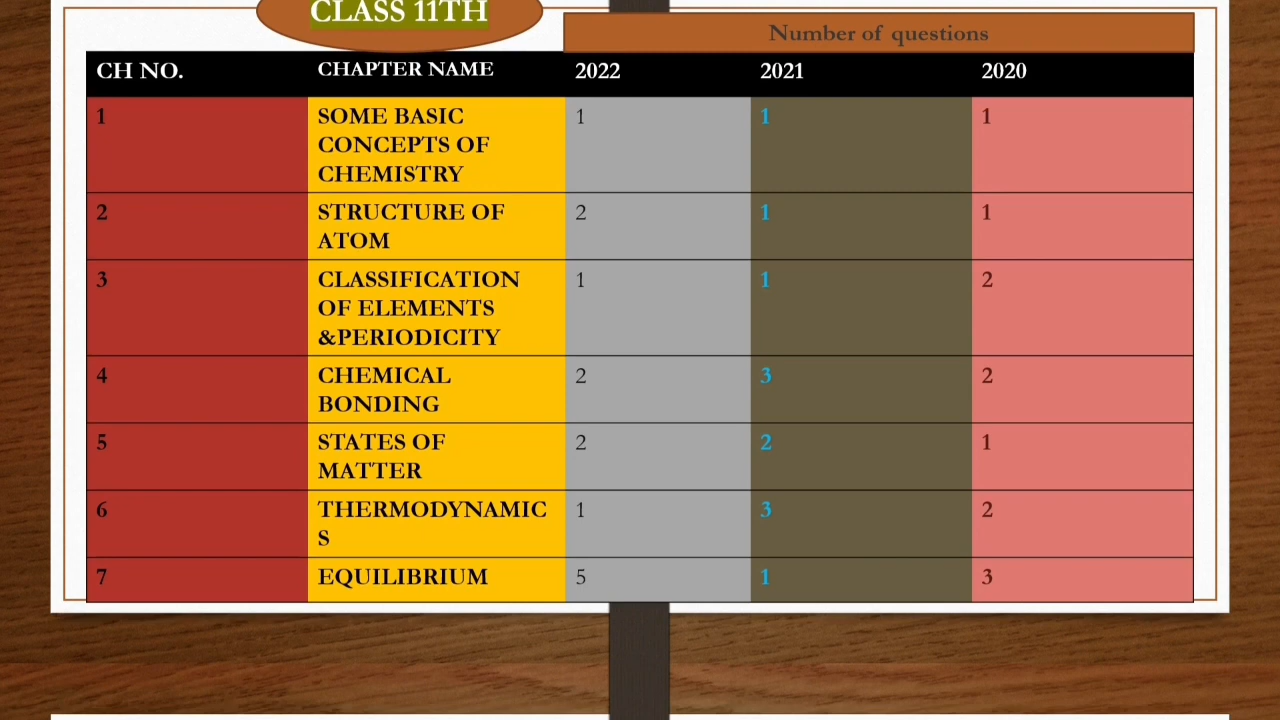 CLASS 11TH
Number of questions
CH NO. CHAPTER NAME 2022 2021 2020
1 SOME BASIC 1 1 1
CONCEPTS OF
CHEMISTRY
2 STRUCTURE OF 2 1 1
ATOM
3 CLASSIFICATION 1 1 2
OF ELEMENTS
&PERIODICITY
4 CHEMICAL 2 3 2
BONDING
5 STATES OF 2 2 1
MATTER
6 THERMODYNAMIC 1 3 2
S
7 EQUILIBRIUM 5 1 3